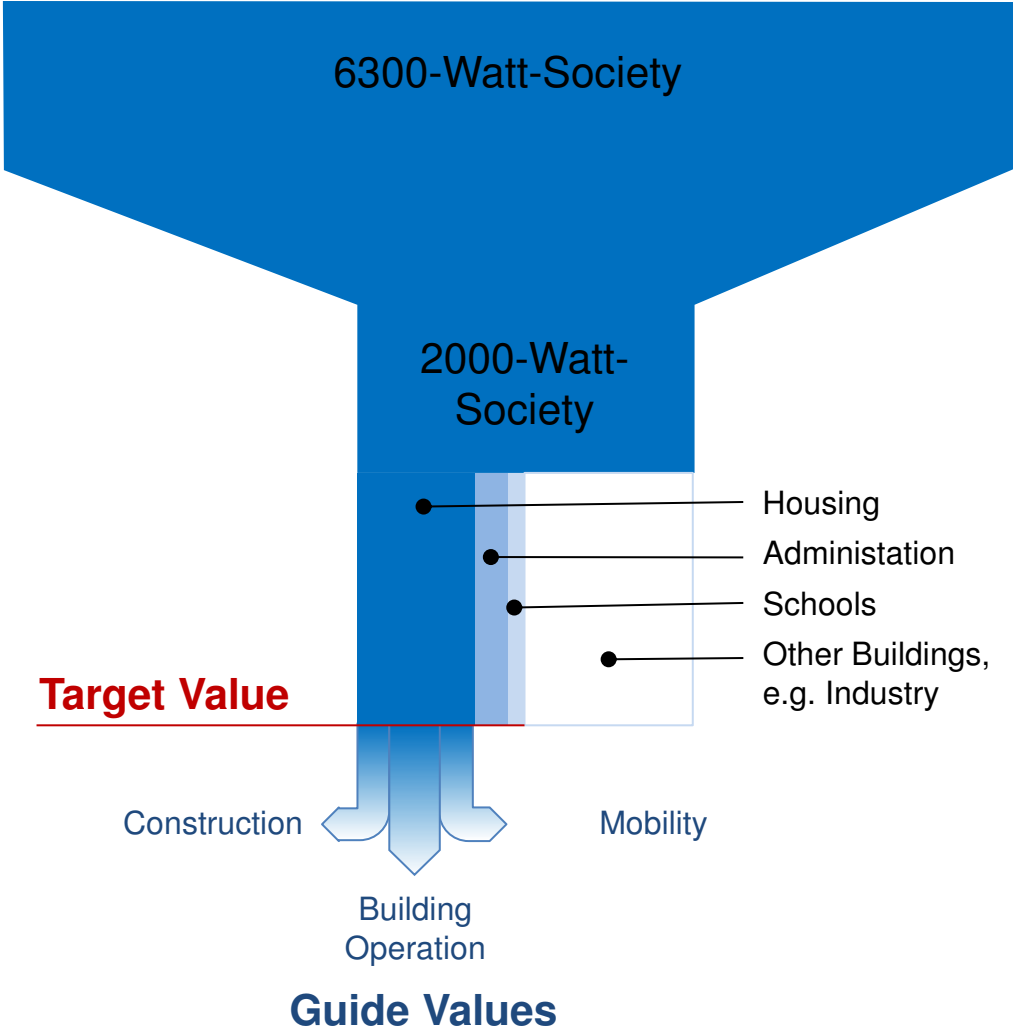 6300-Watt-Society
2000-Watt-
Society
Housing
Administation
Schools
Other Buildings,
e.g. Industry
Target Value
Construction
Mobility
Building
Operation
Guide Values